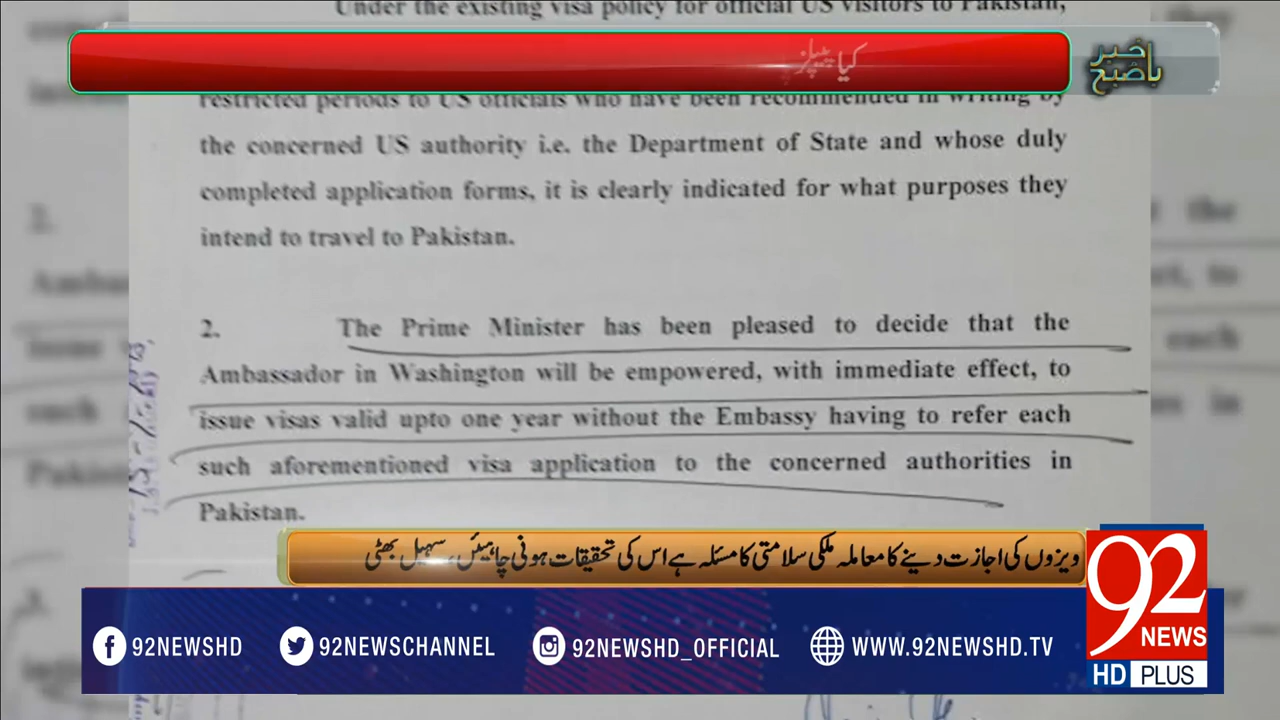 Under the existing visa policy for official US visitors to Pakistan,
کیا پیپلز
باخبر صبح
restricted periods to US officials who have been recommended in writing by
the concerned US authority i.e. the Department of State and whose duly
completed application forms, it is clearly indicated for what purposes they
intend to travel to Pakistan.
2. The Prime Minister has been pleased to decide that the
Ambassador in Washington will be empowered, with immediate effect, to
issue visas valid upto one year without the Embassy having to refer each
such aforementioned visa application to the concerned authorities in
Pakistan.
ویزوں کی اجازت دینے کا معاملہ ملکی سلامتی کا مسئلہ ہے اس کی تحقیقات ہونی چاہیئں، سہیل بھٹی
92
NEWS
HD PLUS
92NEWSHD
92NEWSCHANNEL
92NEWSHD_OFFICIAL
WWW.92NEWSHD.TV